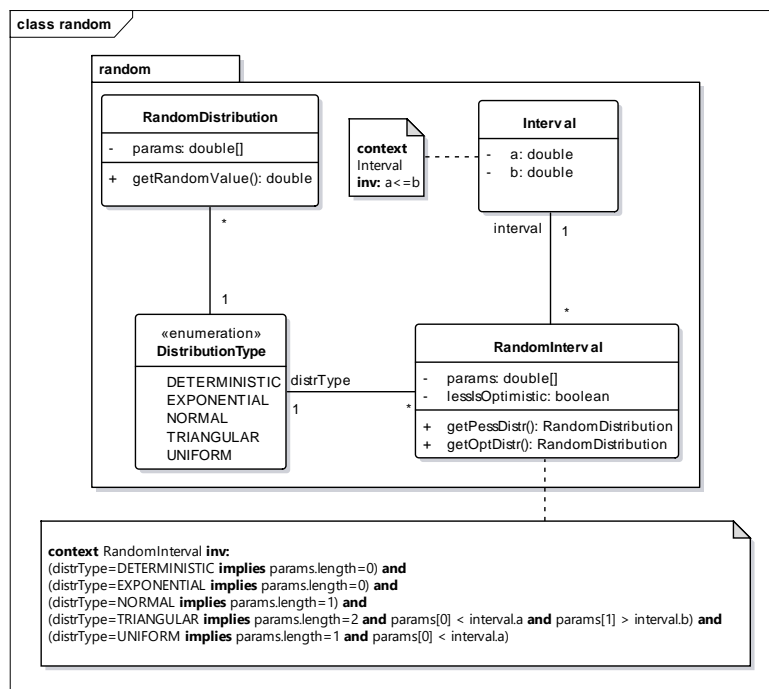 class random
random
RandomDistribution
- params: double[]
+ getRandomValue(): double
context
Interval
inv: a<=b
Interval
- a: double
- b: double
interval
1
*
*
1
«enumeration»
DistributionType
DETERMINISTIC
EXPONENTIAL
NORMAL
TRIANGULAR
UNIFORM
distrType
1
*
RandomInterval
- params: double[]
- lessIsOptimistic: boolean
+ getPessDistr(): RandomDistribution
+ getOptDistr(): RandomDistribution
context RandomInterval inv:
(distrType=DETERMINISTIC implies params.length=0) and
(distrType=EXPONENTIAL implies params.length=0) and
(distrType=NORMAL implies params.length=1) and
(distrType=TRIANGULAR implies params.length=2 and params[0] < interval.a and params[1] > interval.b) and
(distrType=UNIFORM implies params.length=1 and params[0] < interval.a)